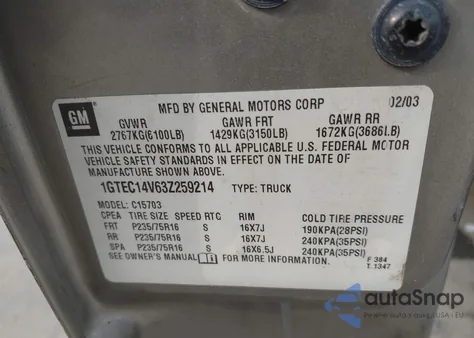 GM
MFD BY GENERAL MOTORS CORP 02/03
GVWR GAWR FRT GAWR RR
2767KG(6100LB) 1429KG(3150LB) 1672KG(3686LB)
THIS VEHICLE CONFORMS TO ALL APPLICABLE U.S. FEDERAL MOTOR
VEHICLE SAFETY STANDARDS IN EFFECT ON THE DATE OF
MANUFACTURE SHOWN ABOVE.
1GTEC14V63Z259214 TYPE: TRUCK
MODEL: C15703
CPEA TIRE SIZE SPEED RTG RIM COLD TIRE PRESSURE
FRT P235/75R16 S 16X7J 190KPA(28PSI)
RR P235/75R16 S 16X7J 240KPA(35PSI)
SPA P235/75R16 S 16X6.5J 240KPA(35PSI)
SEE OWNER'S MANUAL FOR MORE INFORMATION.
F 384
T.1347
autoSnap